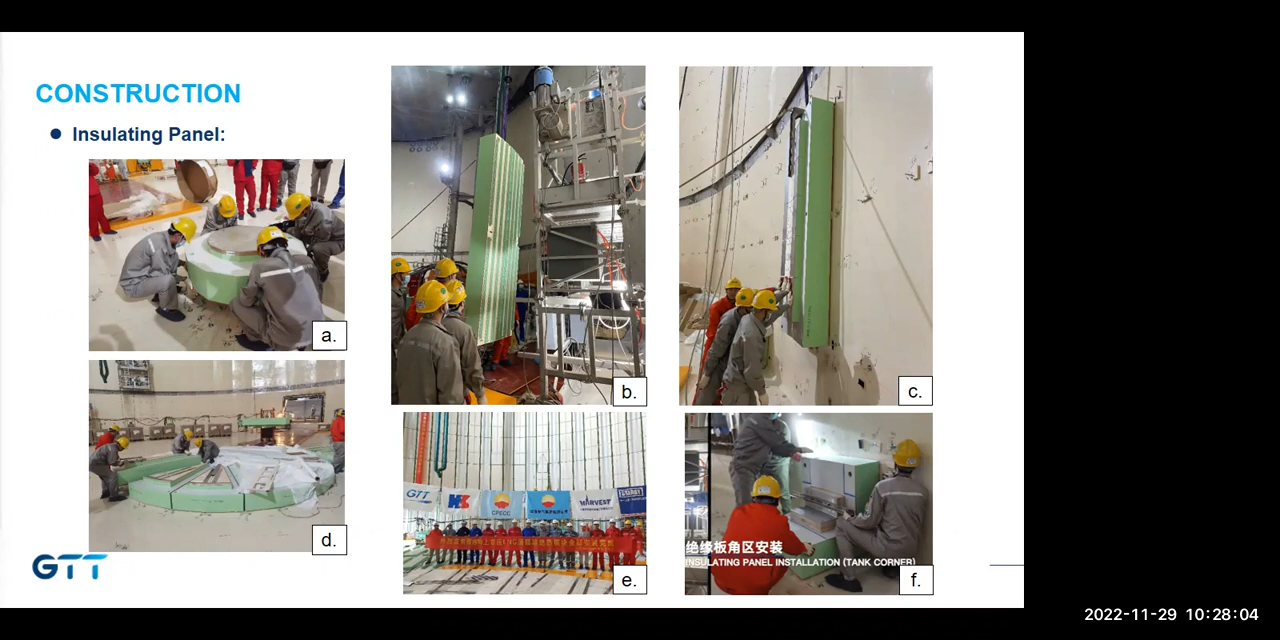 CONSTRUCTION
Insulating Panel:
a.
b.
c.
d.
GTT
CPECC
HARVEST
e.
绝缘板角区安装
INSULATING PANEL INSTALLATION (TANK CORNER)
f.
GTT
2022-11-29 10:28:04